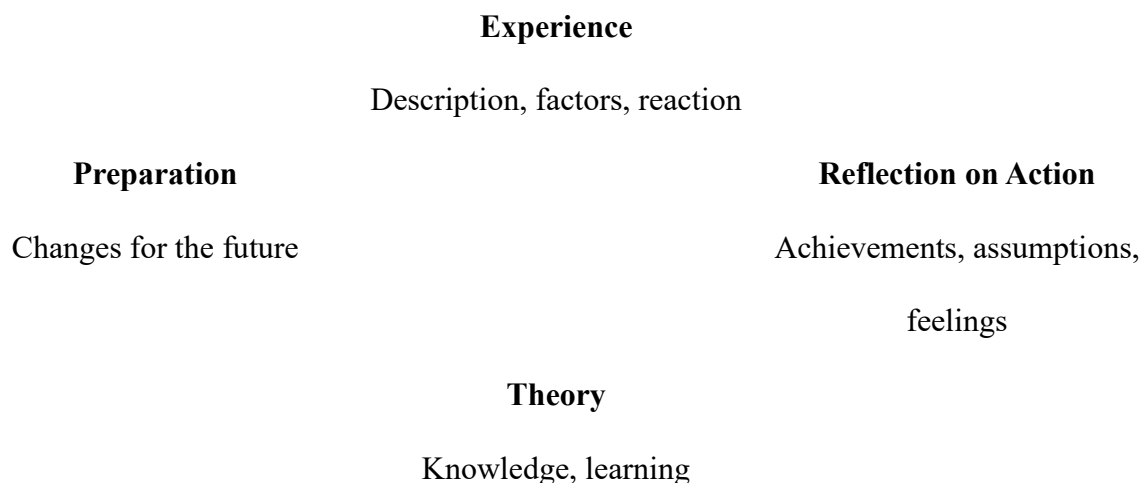 Experience
Description, factors, reaction
Preparation
Changes for the future
Reflection on Action
Achievements, assumptions,
feelings
Theory
Knowledge, learning